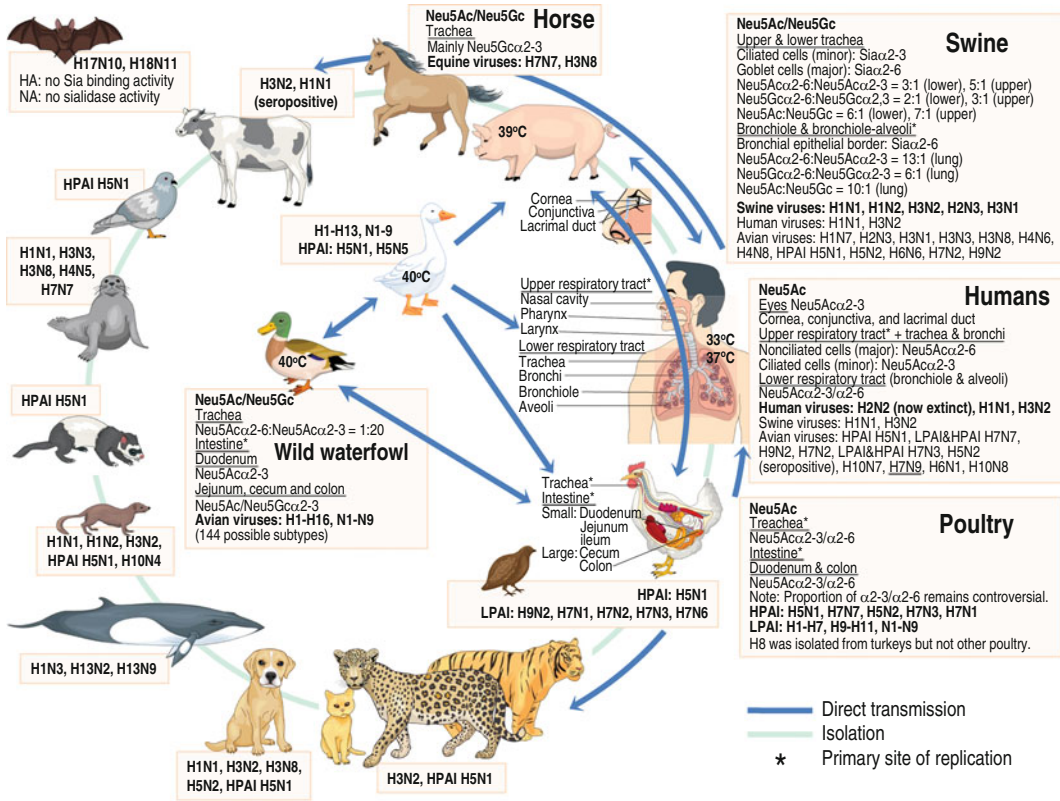 H17N10, H18N11
HA: no Sia binding activity
NA: no sialidase activity
H3N2, H1N1
(seropositive)
Neu5Ac/Neu5Gc
Horse
Trachea
Mainly Neu5Gcα2-3
Equine viruses: H7N7, H3N8
Neu5Ac/Neu5Gc
Swine
Upper & lower trachea
Ciliated cells (minor): Siaα2-3
Goblet cells (major): Siaα2-6
Neu5Acα2-6:Neu5Acα2-3 = 3:1 (lower), 5:1 (upper)
Neu5Gcα2-6:Neu5Gcα2,3 = 2:1 (lower), 3:1 (upper)
Neu5Ac:Neu5Gc = 6:1 (lower), 7:1 (upper)
Bronchiole & bronchiole-alveoli*
Bronchial epithelial border: Siaα2-6
Neu5Acα2-6:Neu5Acα2-3 = 13:1 (lung)
Neu5Gcα2-6:Neu5Gcα2-3 = 6:1 (lung)
Neu5Ac:Neu5Gc = 10:1 (lung)
Swine viruses: H1N1, H1N2, H3N2, H2N3, H3N1
Human viruses: H1N1, H3N2
Avian viruses: H1N7, H2N3, H3N1, H3N3, H3N8, H4N6,
H4N8, HPAI H5N1, H5N2, H6N6, H7N2, H9N2
39ºC
HPAI H5N1
H1N1, H3N3,
H3N8, H4N5,
H7N7
H1-H13, N1-9
HPAI: H5N1, H5N5
40ºC
Cornea
Conjunctiva
Lacrimal duct
Upper respiratory tract*
Nasal cavity
Pharynx
Larynx
Lower respiratory tract
Trachea
Bronchi
Bronchiole
Aveoli
33ºC
37ºC
Neu5Ac
Humans
Eyes Neu5Acα2-3
Cornea, conjunctiva, and lacrimal duct
Upper respiratory tract* + trachea & bronchi
Nonciliated cells (major): Neu5Acα2-6
Ciliated cells (minor): Neu5Acα2-3
Lower respiratory tract (bronchiole & alveoli)
Neu5Acα2-3/α2-6
Human viruses: H2N2 (now extinct), H1N1, H3N2
Swine viruses: H1N1, H3N2
Avian viruses: HPAI H5N1, LPAI&HPAI H7N7,
H9N2, H7N2, LPAI&HPAI H7N3, H5N2
(seropositive), H10N7, H7N9, H6N1, H10N8
40ºC
HPAI H5N1
Neu5Ac/Neu5Gc
Trachea
Neu5Acα2-6:Neu5Acα2-3 = 1:20
Intestine*
Wild waterfowl
Duodenum
Neu5Acα2-3
Jejunum, cecum and colon
Neu5Ac/Neu5Gcα2-3
Avian viruses: H1-H16, N1-N9
(144 possible subtypes)
Trachea*
Intestine*
Small: Duodenum
Jejunum
ileum
Large: Cecum
Colon
Neu5Ac
Poultry
Treachea*
Neu5Acα2-3/α2-6
Intestine*
Duodenum & colon
Neu5Acα2-3/α2-6
Note: Proportion of α2-3/α2-6 remains controversial.
HPAI: H5N1, H7N7, H5N2, H7N3, H7N1
LPAI: H1-H7, H9-H11, N1-N9
H8 was isolated from turkeys but not other poultry.
H1N1, H1N2, H3N2,
HPAI H5N1, H10N4
HPAI: H5N1
LPAI: H9N2, H7N1, H7N2, H7N3, H7N6
H1N3, H13N2, H13N9
H1N1, H3N2, H3N8,
H5N2, HPAI H5N1
H3N2, HPAI H5N1
Direct transmission
Isolation
* Primary site of replication